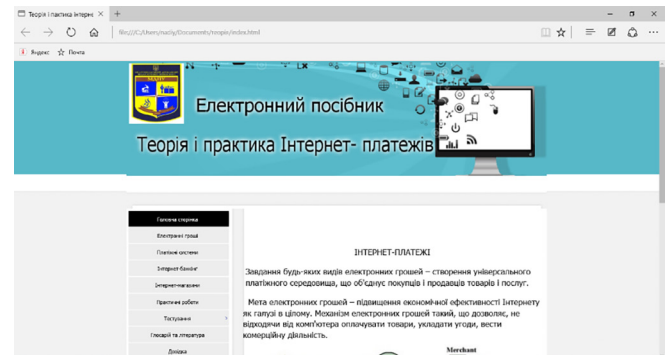 Теорія і практика інтерне
file:///C:/Users/nadiy/Documents/теорія/index.html
Яндекс
Почта
Електронний посібник
Теорія і практика Інтернет- платежів
Головна сторінка
Електронні гроші
Платіжні системи
Інтернет-банкінг
Інтернет-магазини
Практичні роботи
Тестування
Глосарій та література
Довідка
ІНТЕРНЕТ-ПЛАТЕЖІ
Завдання будь-яких видів електронних грошей – створення універсального
платіжного середовища, що об'єднує покупців і продавців товарів і послуг.
Мета електронних грошей – підвищення економічної ефективності Інтернету
як галузі в цілому. Механізм електронних грошей такий, що дозволяє, не
відходячи від комп'ютера оплачувати товари, укладати угоди, вести
комерційну діяльність.
Merchant